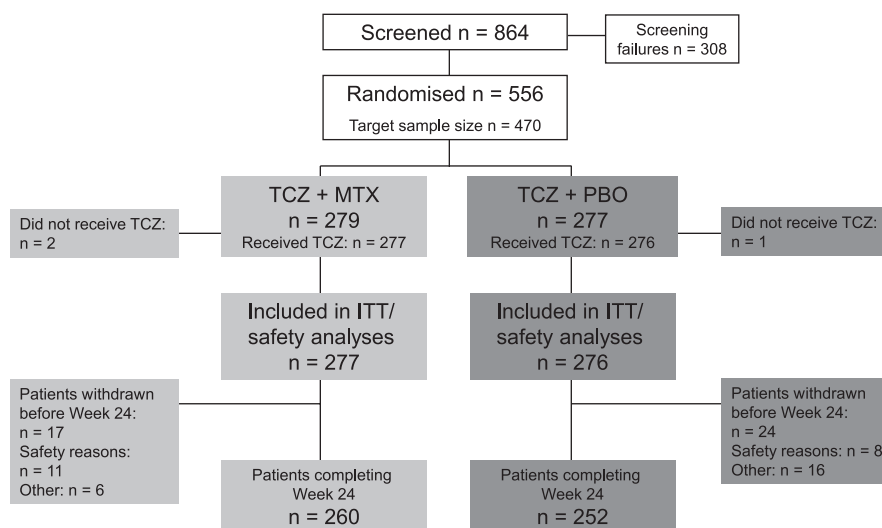 Screened n = 864
Screening
failures n = 308
Randomised n = 556
Target sample size n = 470
TCZ + MTX
n = 279
Received TCZ: n = 277
TCZ + PBO
n = 277
Received TCZ: n = 276
Did not receive TCZ:
n = 2
Did not receive TCZ:
n = 1
Included in ITT/
safety analyses
n = 277
Included in ITT/
safety analyses
n = 276
Patients withdrawn
before Week 24:
n = 17
Safety reasons:
n = 11
Other: n = 6
Patients withdrawn
before Week 24:
n = 24
Safety reasons: n = 8
Other: n = 16
Patients completing
Week 24
n = 260
Patients completing
Week 24
n = 252